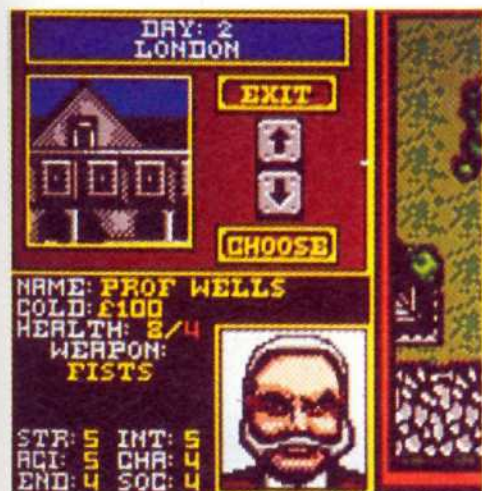 DAY: 2
LONDON
EXIT
CHOOSE
NAME: PROF WELLS
GOLD: £100
HEALTH: 8/4
WEAPON:
FISTS
STR: 5 INT: 5
AGI: 5 CHA: 4
END: 4 SOC: 4